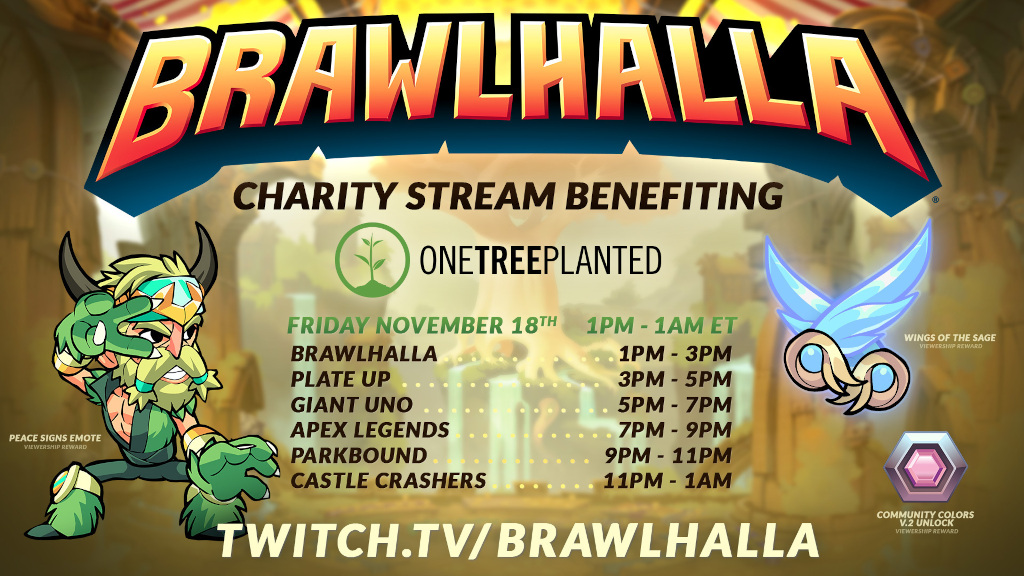 BRAWLHALLA
CHARITY STREAM BENEFITING
ONETREEPLANTED
FRIDAY NOVEMBER 18TH 1PM - 1AM ET
BRAWLHALLA . . . . . . . . . . . . 1PM - 3PM
PLATE UP . . . . . . . . . . . . . . . 3PM - 5PM
GIANT UNO . . . . . . . . . . . . . 5PM - 7PM
APEX LEGENDS . . . . . . . . . . 7PM - 9PM
PARKBOUND . . . . . . . . . . . 9PM - 11PM
CASTLE CRASHERS . . . . . . . 11PM - 1AM
TWITCH.TV/BRAWLHALLA
PEACE SIGNS EMOTE
VIEWERSHIP REWARD
WINGS OF THE SAGE
VIEWERSHIP REWARD
COMMUNITY COLORS
V.2 UNLOCK
VIEWERSHIP REWARD